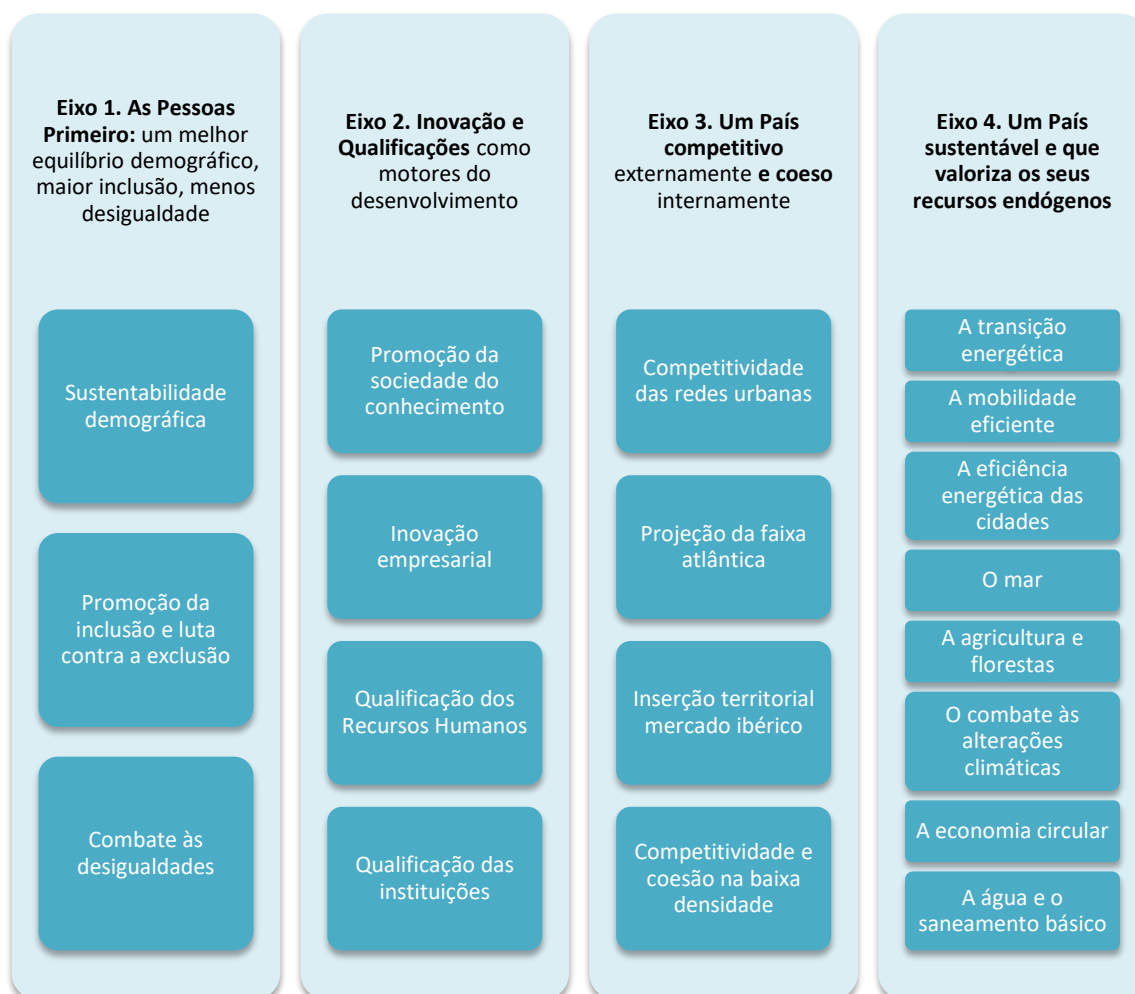 Eixo 1. As Pessoas
Primeiro: um melhor
equilíbrio demográfico,
maior inclusão, menos
desigualdade
Sustentabilidade
demográfica
Promoção da
inclusão e luta
contra a exclusão
Combate às
desigualdades
Eixo 2. Inovação e
Qualificações como
motores do
desenvolvimento
Promoção da
sociedade do
conhecimento
Inovação
empresarial
Qualificação dos
Recursos Humanos
Qualificação das
instituições
Eixo 3. Um País
competitivo
externamente e coeso
internamente
Competitividade
das redes urbanas
Projeção da faixa
atlântica
Inserção territorial
mercado ibérico
Competitividade e
coesão na baixa
densidade
Eixo 4. Um País
sustentável e que
valoriza os seus
recursos endógenos
A transição
energética
A mobilidade
eficiente
A eficiência
energética das
cidades
O mar
A agricultura e
florestas
O combate às
alterações
climáticas
A economia circular
A água e o
saneamento básico